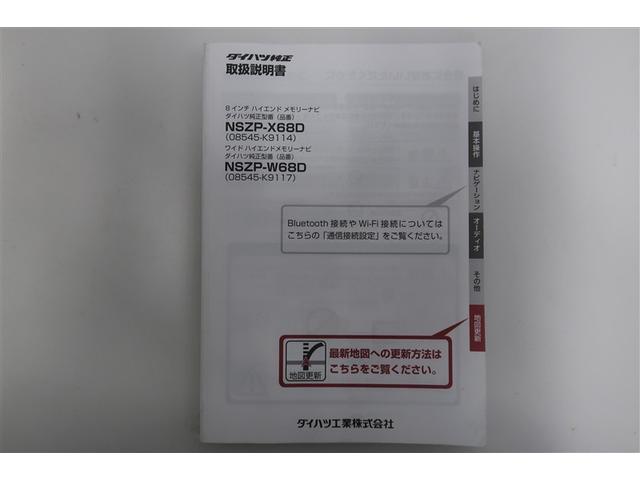 ダイハツ純正
取扱説明書
8インチ ハイエンド メモリーナビ
ダイハツ純正型番（品番）
NSZP-X68D
(08545-K9114)
ワイド ハイエンドメモリーナビ
ダイハツ純正型番（品番）
NSZP-W68D
(08545-K9117)
Bluetooth 接続や Wi-Fi 接続については
こちらの「通信接続設定」をご覧ください。
地図更新
最新地図への更新方法は
こちらをご覧ください。
ダイハツ工業株式会社
はじめに
基本操作
ナビゲーション
オーディオ
その他
地図更新